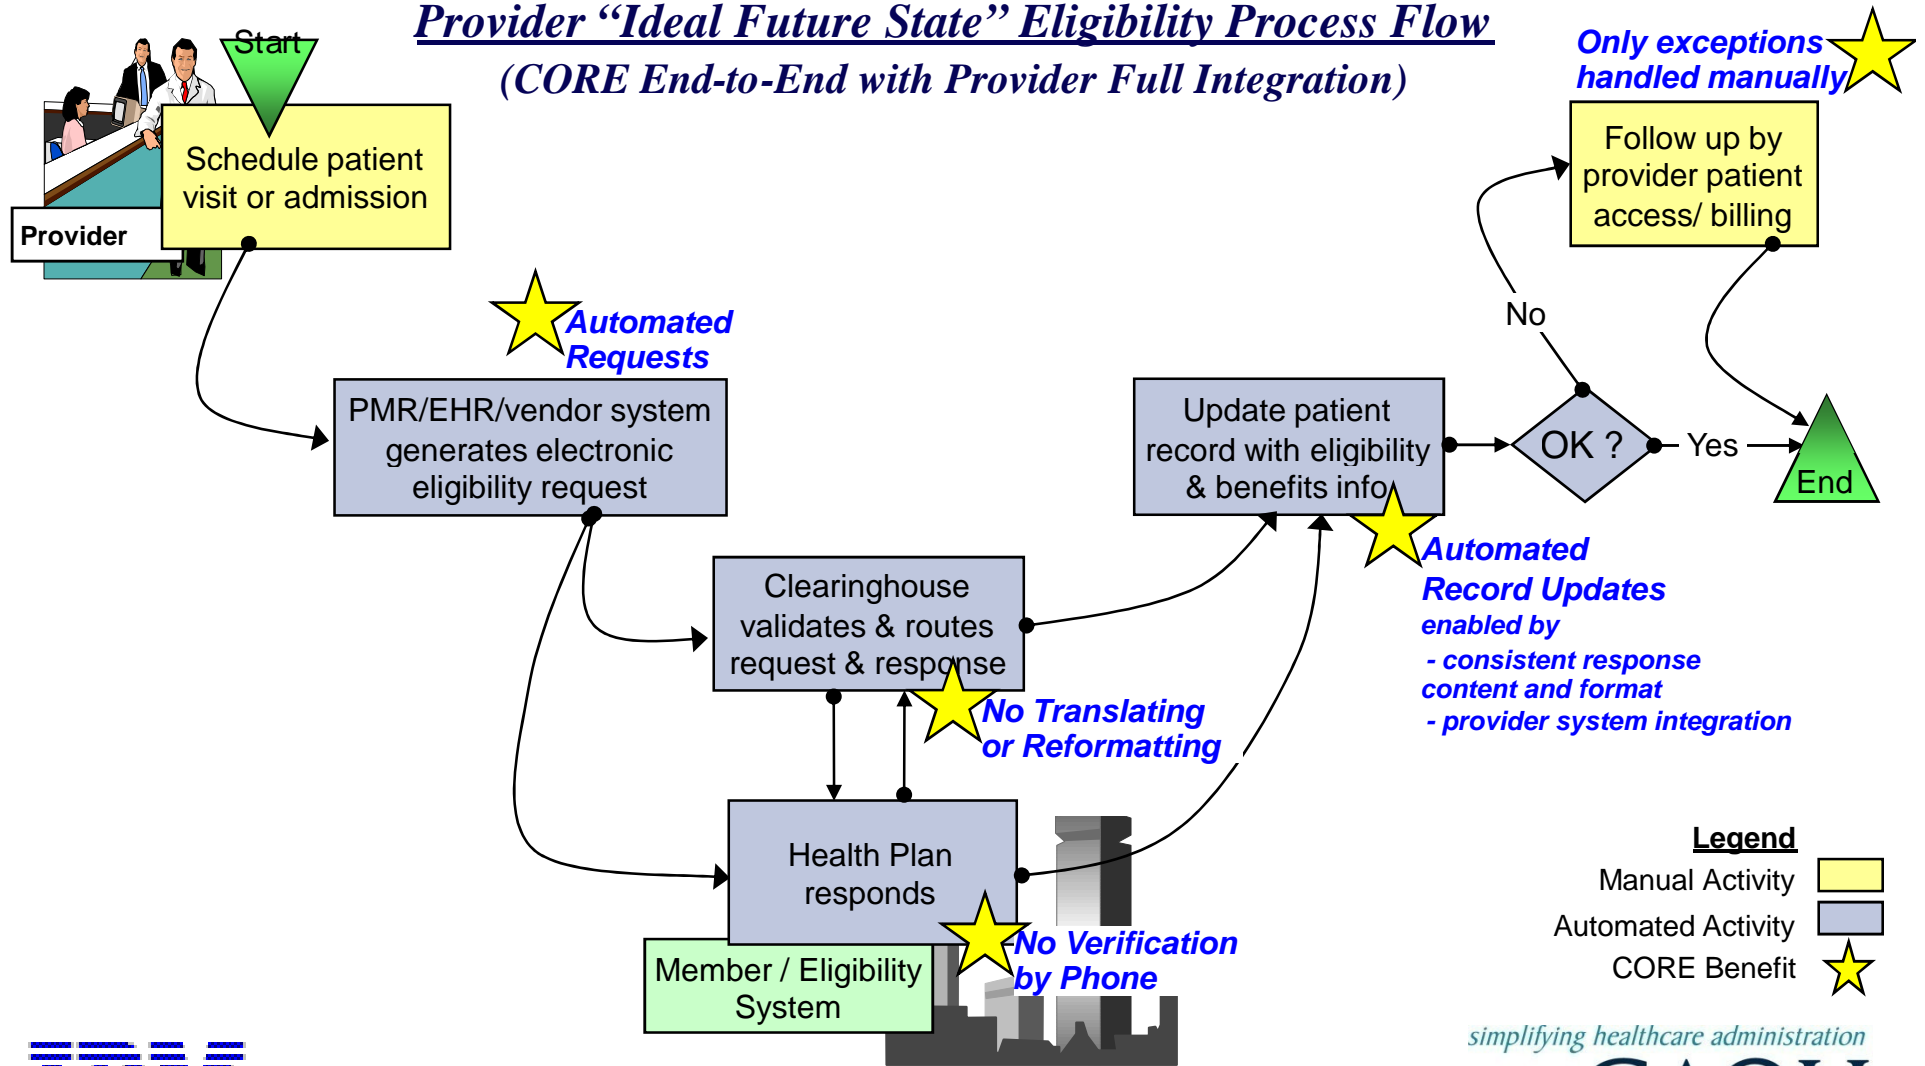 Provider “Ideal Future State” Eligibility Process Flow
(CORE End-to-End with Provider Full Integration)
Start
Only exceptions
handled manually
Schedule patient
visit or admission
Provider
Follow up by
provider patient
access/ billing
No
Automated
Requests
PMR/EHR/vendor system
generates electronic
eligibility request
Update patient
record with eligibility
& benefits info
OK ?
Yes
End
Clearinghouse
validates & routes
request & response
Automated
Record Updates
enabled by
- consistent response
content and format
- provider system integration
No Translating
or Reformatting
Health Plan
responds
No Verification
by Phone
Member / Eligibility
System
Legend
Manual Activity
Automated Activity
CORE Benefit
simplifying healthcare administration
CAQH